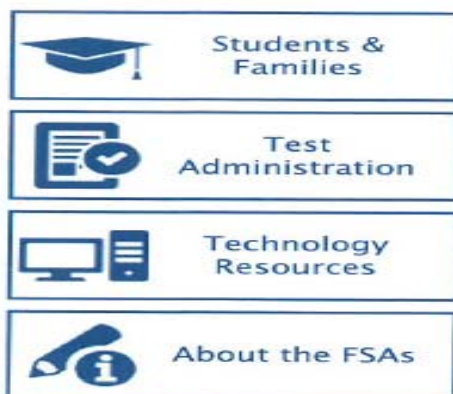 Students &
Families
Test
Administration
Technology
Resources
About the FSAs